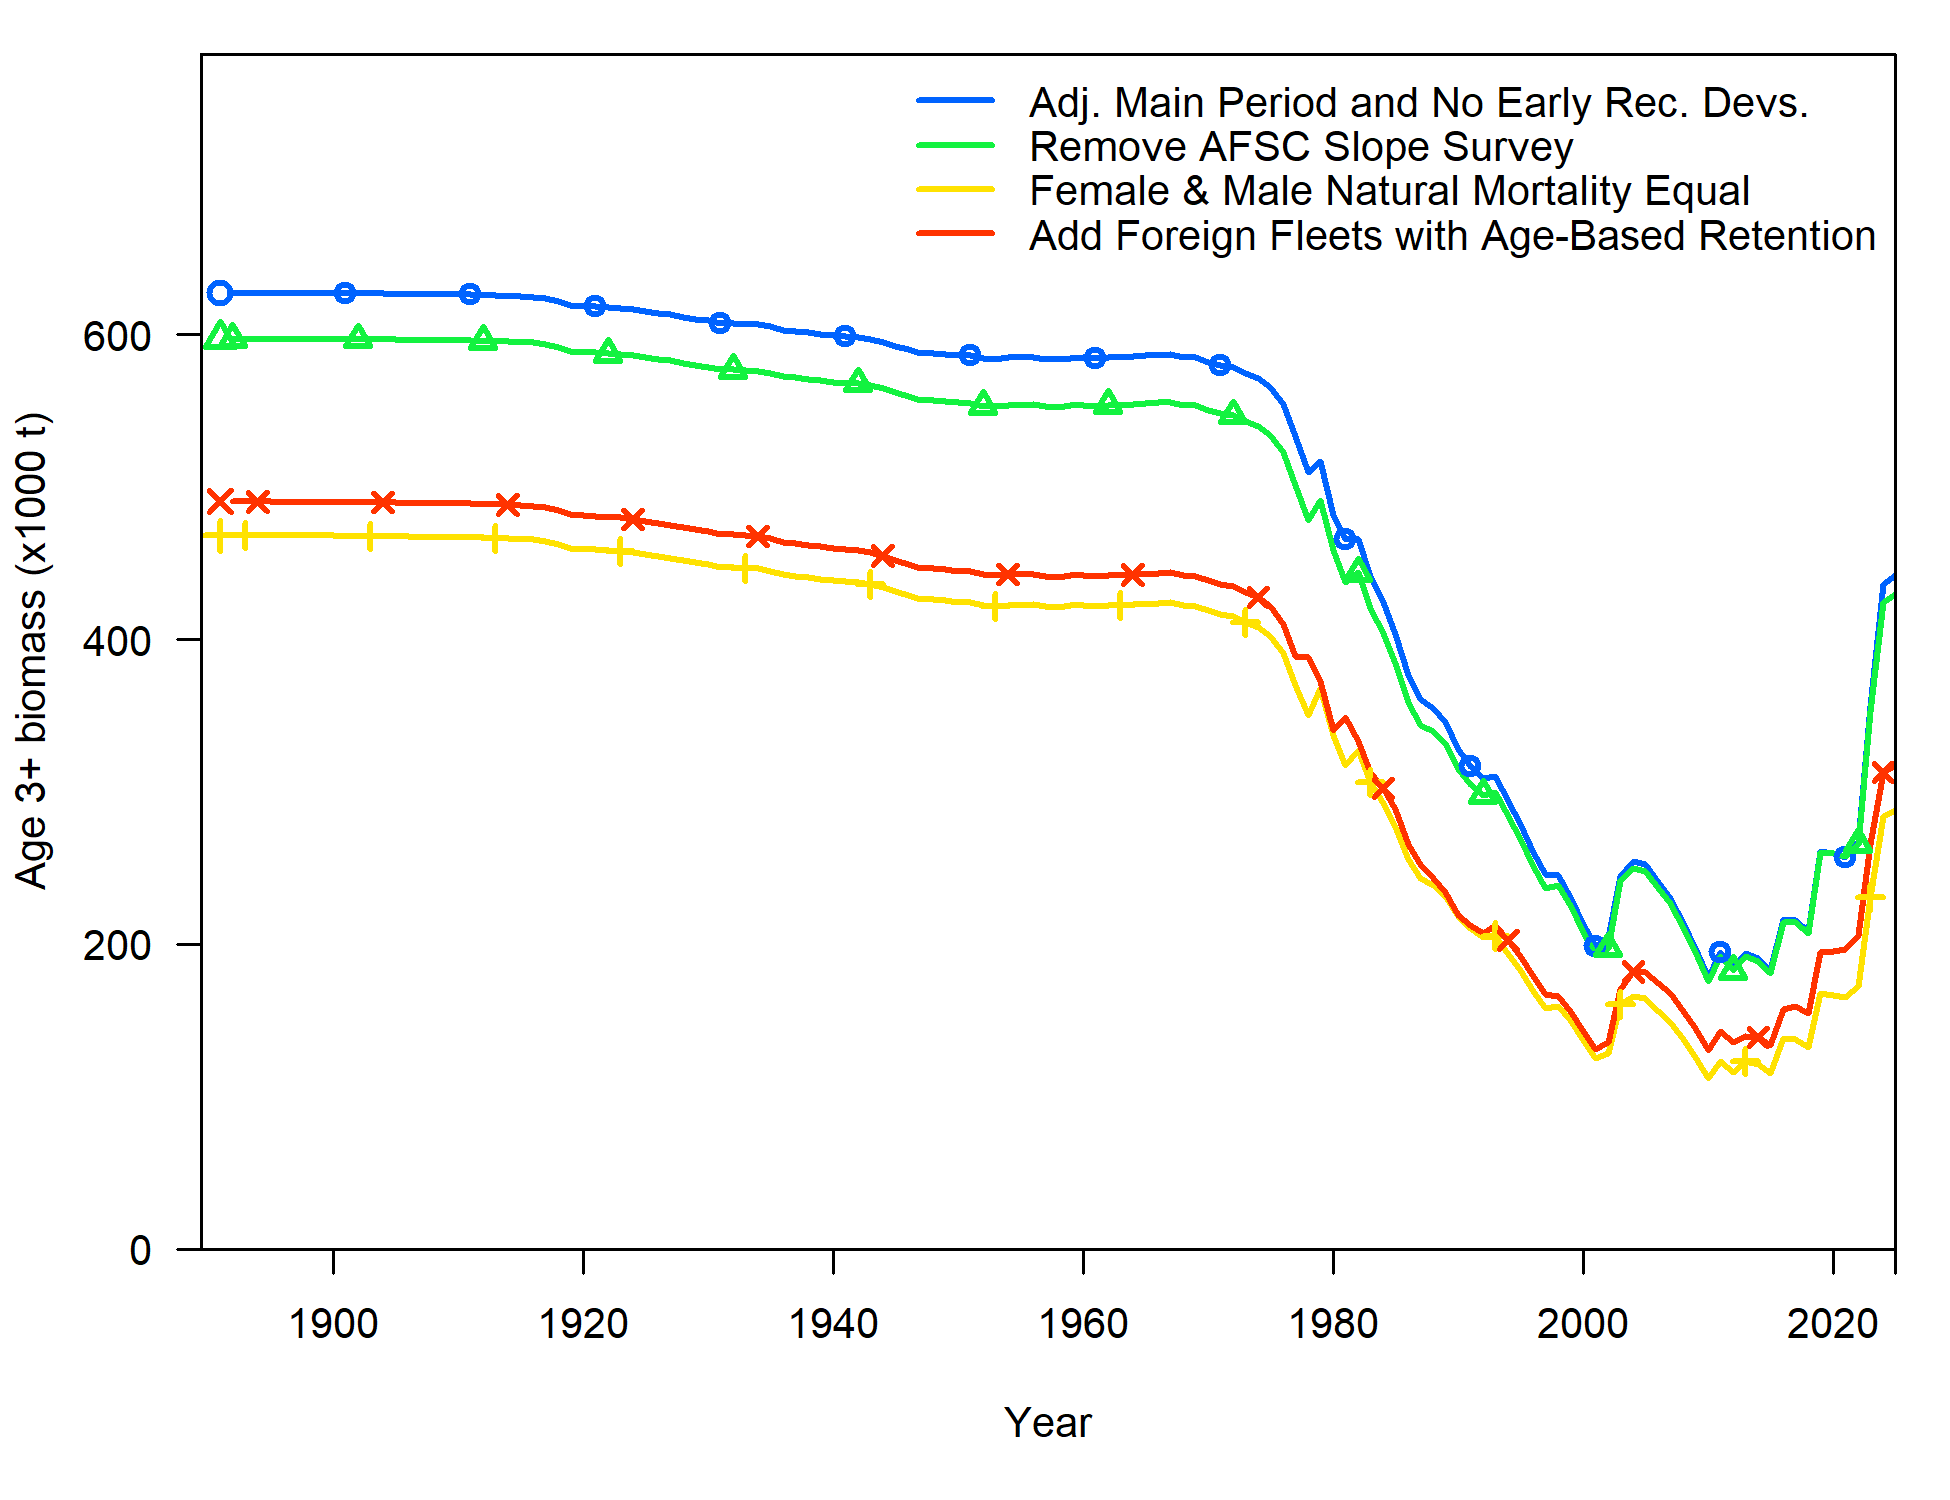 Adj. Main Period and No Early Rec. Devs.
Remove AFSC Slope Survey
Female & Male Natural Mortality Equal
Add Foreign Fleets with Age-Based Retention
Age 3+ biomass (x1000 t)
600
400
200
0
1900 1920 1940 1960 1980 2000 2020
Year